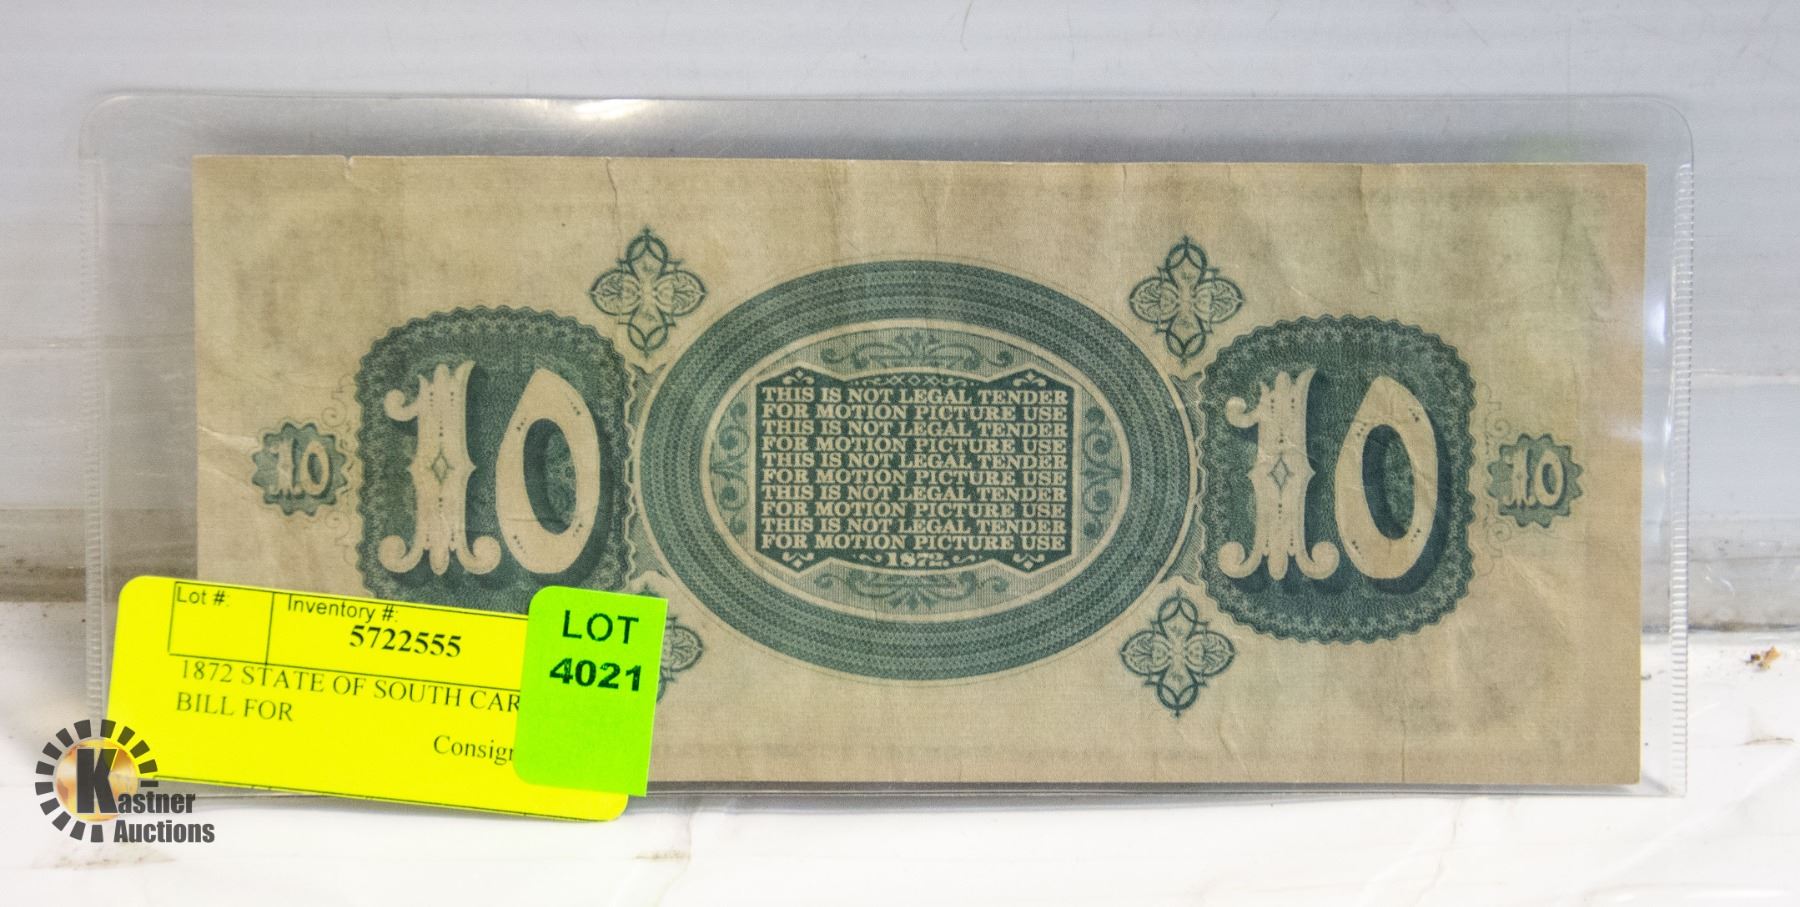 10
10
THIS IS NOT LEGAL TENDER
FOR MOTION PICTURE USE
THIS IS NOT LEGAL TENDER
FOR MOTION PICTURE USE
THIS IS NOT LEGAL TENDER
FOR MOTION PICTURE USE
THIS IS NOT LEGAL TENDER
FOR MOTION PICTURE USE
THIS IS NOT LEGAL TENDER
FOR MOTION PICTURE USE
1872.
10
10
Lot #:
Inventory #:
5722555
1872 STATE OF SOUTH CAR
BILL FOR
Consign
LOT
4021
Kastner
Auctions